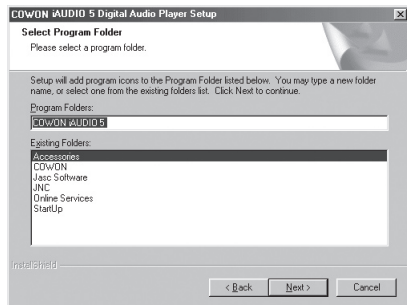 COWON iAUDIO 5 Digital Audio Player Setup
Select Program Folder
Please select a program folder.
Setup will add program icons to the Program Folder listed below. You may type a new folder
name, or select one from the existing folders list. Click Next to continue.
Program Folders:
COWON iAUDIO 5
Existing Folders:
Accessories
COWON
Jasc Software
JNC
Online Services
StartUp
InstallShield
< Back Next > Cancel